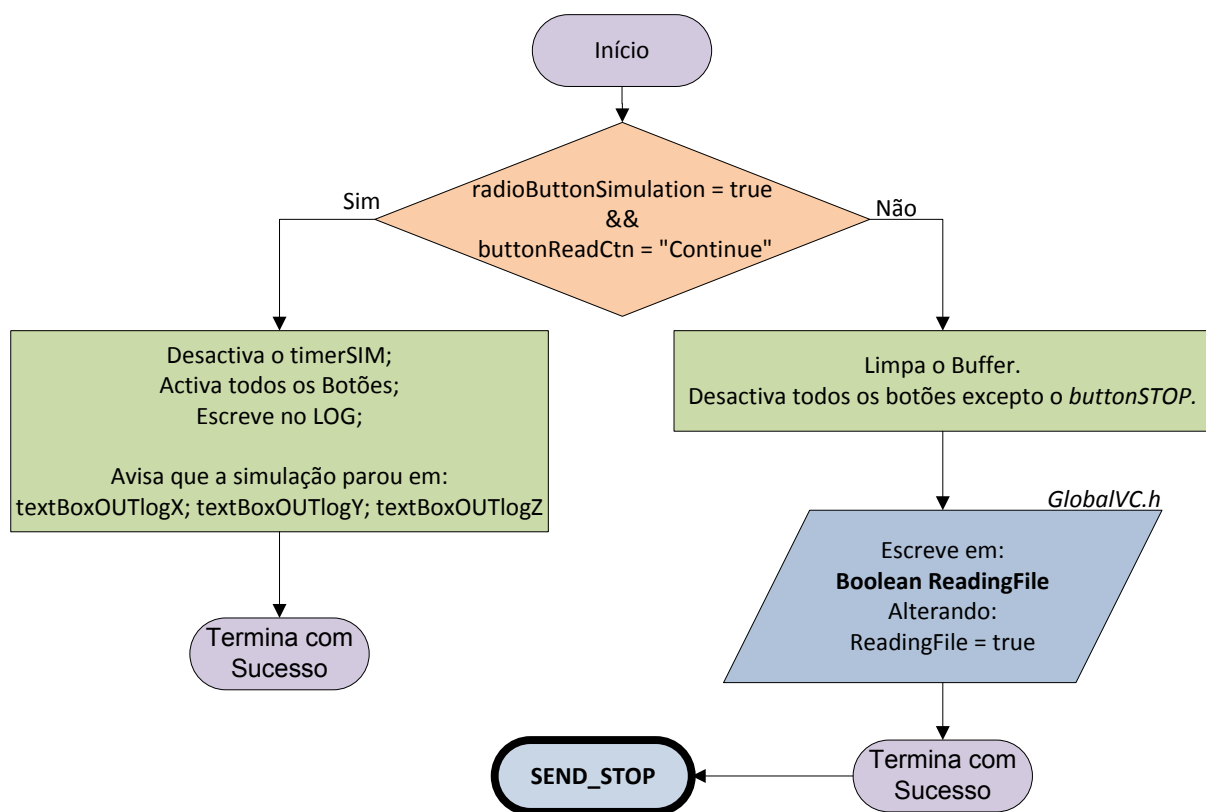 Início
radioButtonSimulation = true
&&
buttonReadCtn = "Continue"
Sim
Não
Desactiva o timerSIM;
Activa todos os Botões;
Escreve no LOG;
Avisa que a simulação parou em:
textBoxOUTlogX; textBoxOUTlogY; textBoxOUTlogZ
Termina com
Sucesso
Limpa o Buffer.
Desactiva todos os botões excepto o buttonSTOP.
GlobalVC.h
Escreve em:
Boolean ReadingFile
Alterando:
ReadingFile = true
Termina com
Sucesso
SEND_STOP